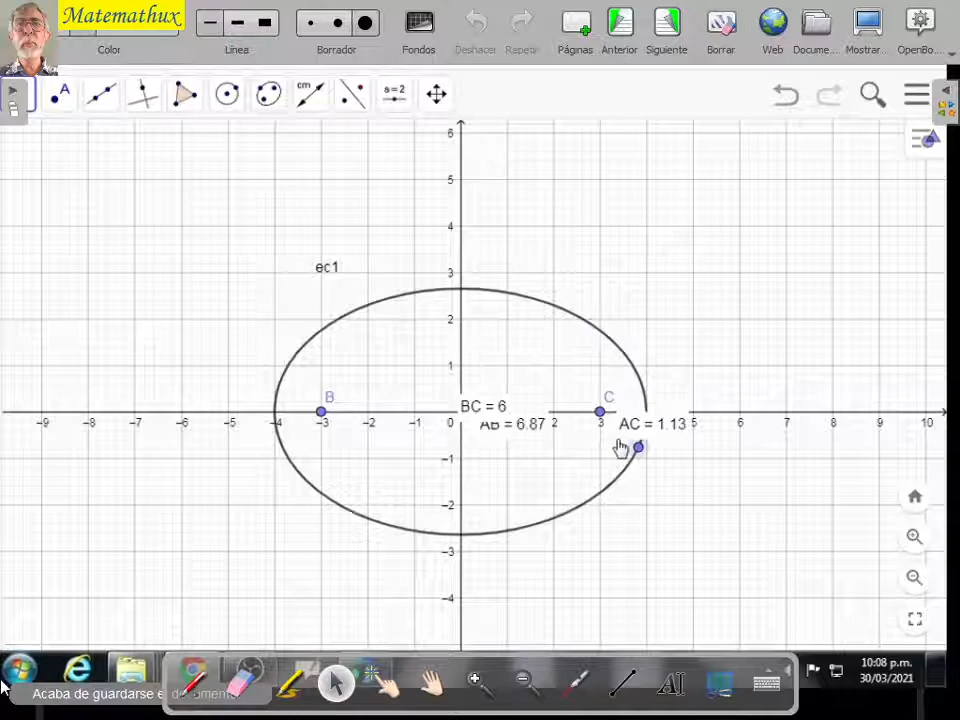 Matemathux
Color
Línea
Borrador
Fondos
Deshacer
Repetir
Páginas
Anterior
Siguiente
Borrar
Web
Docume...
Mostrar...
OpenBo...
A
cm
a=2
6
5
4
ec1
3
2
1
B
C
BC = 6
−9 −8 −7 −6 −5 −4 −3 −2 −1 0 2 3 5 6 7 8 9 10
AB = 6.87
AC = 1.13
−1
−2
−3
−4
10:08 p.m.
30/03/2021
Acaba de guardarse e
AI